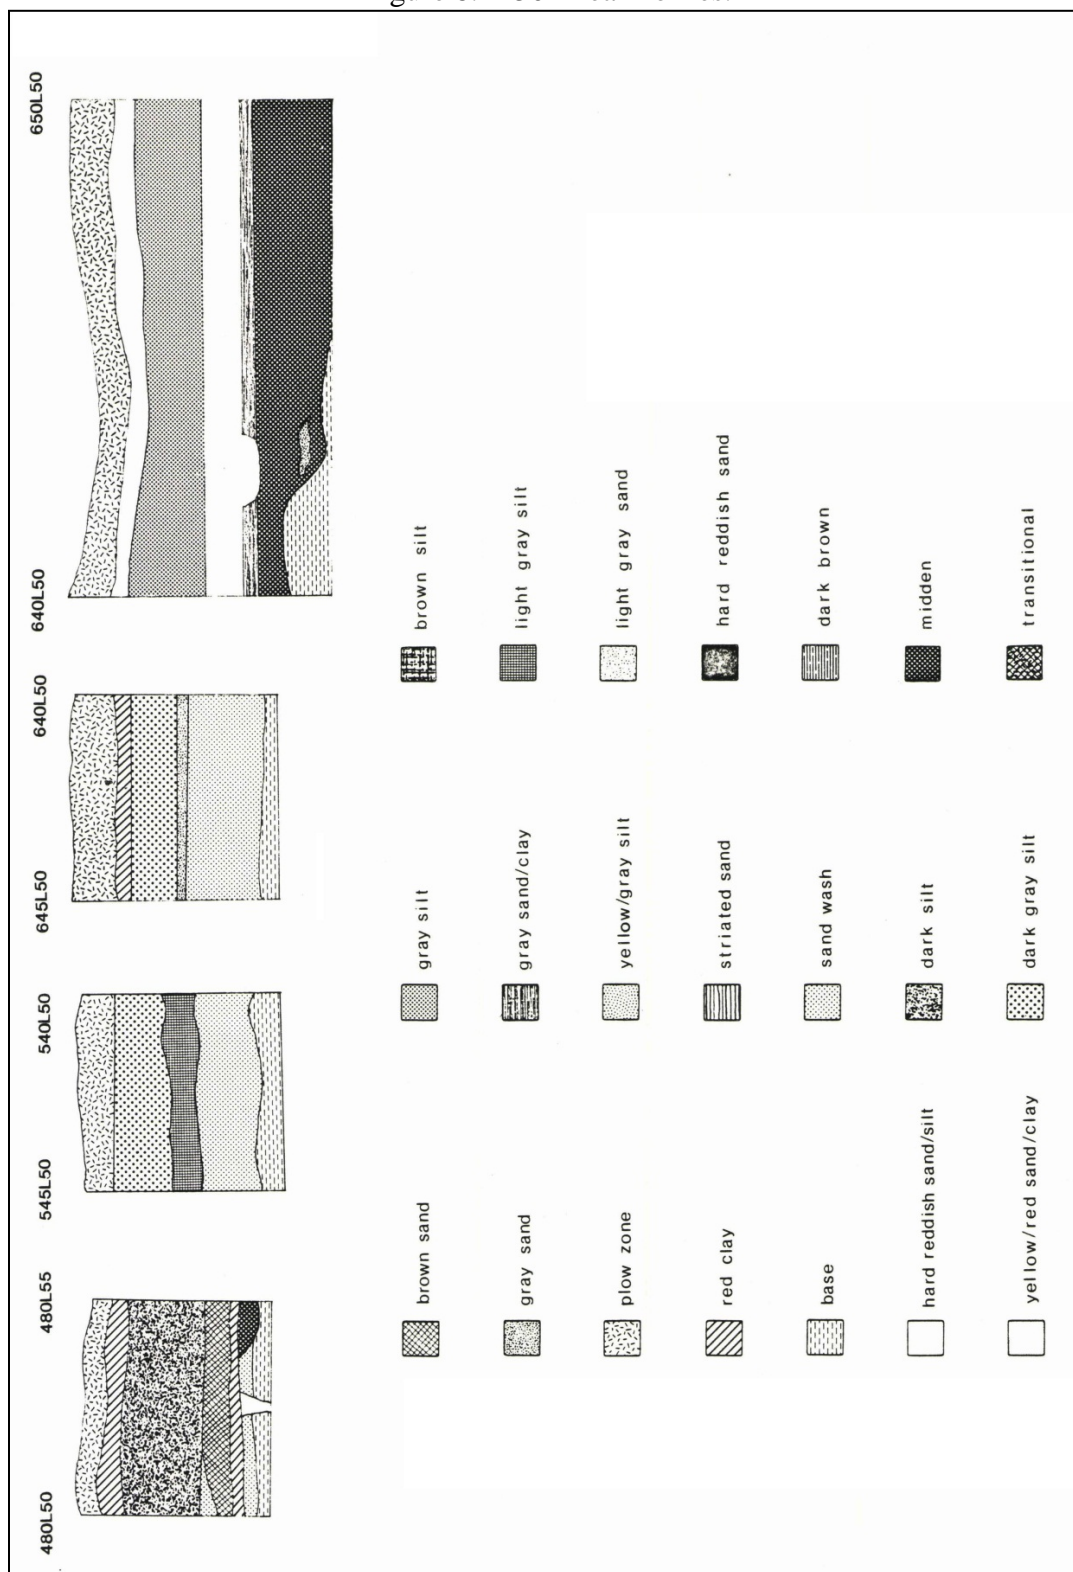 480L50
480L55
545L50
540L50
645L50
640L50
640L50
650L50
brown sand
gray silt
brown silt
gray sand
gray sand/clay
light gray silt
plow zone
yellow/gray silt
light gray sand
red clay
striated sand
hard reddish sand
base
sand wash
dark brown
hard reddish sand/silt
dark silt
midden
yellow/red sand/clay
dark gray silt
transitional